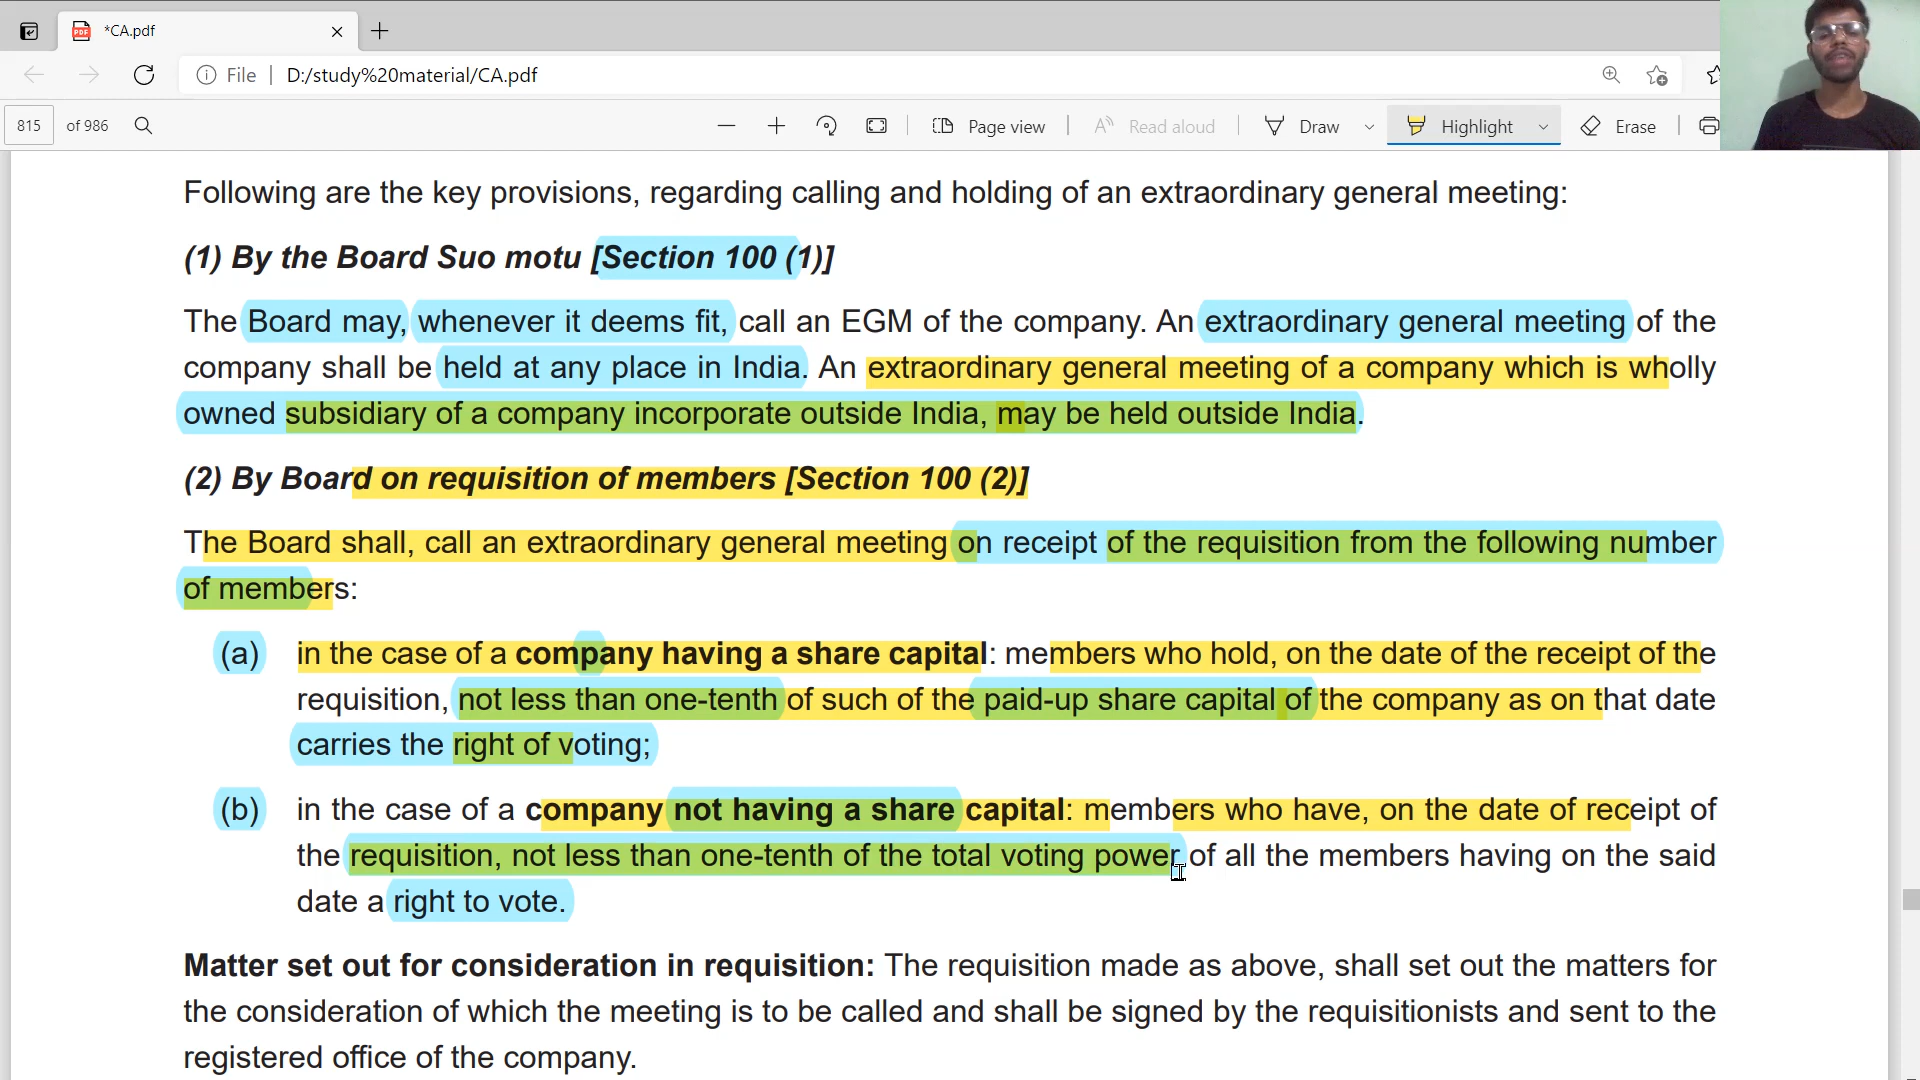 *CA.pdf
File
D:/study%20material/CA.pdf
815 of 986
Page view
Read aloud
Draw
Highlight
Erase
Following are the key provisions, regarding calling and holding of an extraordinary general meeting:
(1) By the Board Suo motu [Section 100 (1)]
The Board may, whenever it deems fit, call an EGM of the company. An extraordinary general meeting of the
company shall be held at any place in India. An extraordinary general meeting of a company which is wholly
owned subsidiary of a company incorporate outside India, may be held outside India.
(2) By Board on requisition of members [Section 100 (2)]
The Board shall, call an extraordinary general meeting on receipt of the requisition from the following number
of members:
(a) in the case of a company having a share capital: members who hold, on the date of the receipt of the
requisition, not less than one-tenth of such of the paid-up share capital of the company as on that date
carries the right of voting;
(b) in the case of a company not having a share capital: members who have, on the date of receipt of
the requisition, not less than one-tenth of the total voting power of all the members having on the said
date a right to vote.
Matter set out for consideration in requisition: The requisition made as above, shall set out the matters for
the consideration of which the meeting is to be called and shall be signed by the requisitionists and sent to the
registered office of the company.